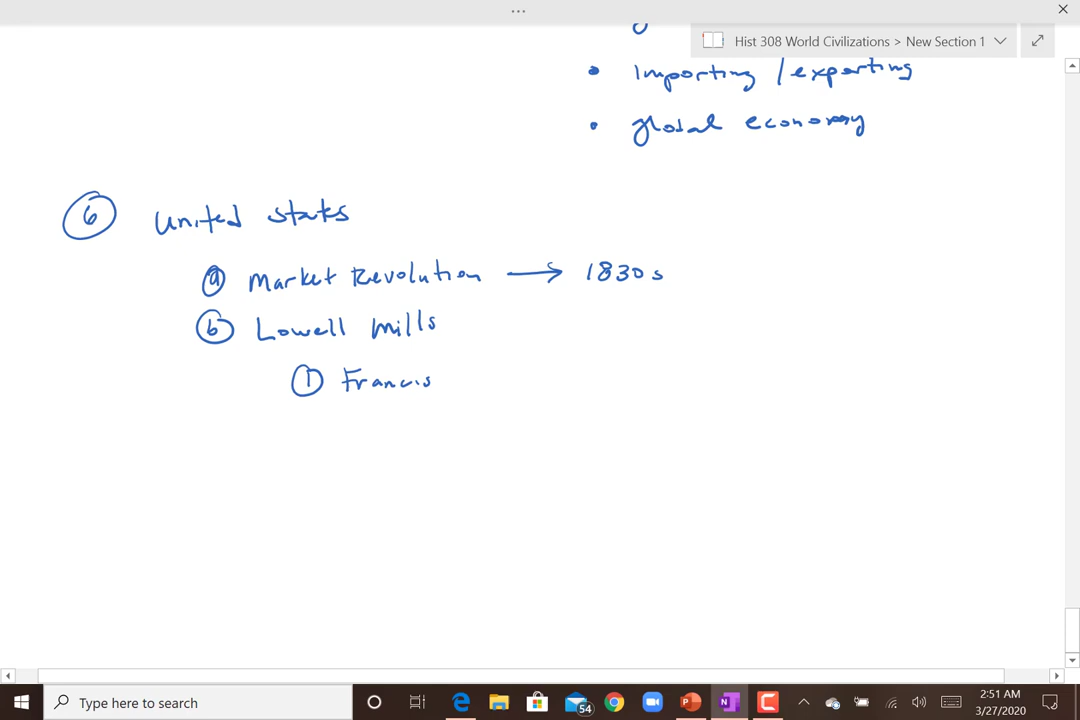 ...
Hist 308 World Civilizations > New Section 1
• Importing / exporting
• global economy
⑥ United States
ⓐ Market Revolution → 1830s
ⓑ Lowell Mills
① Francis
Type here to search
54
N
2:51 AM
3/27/2020